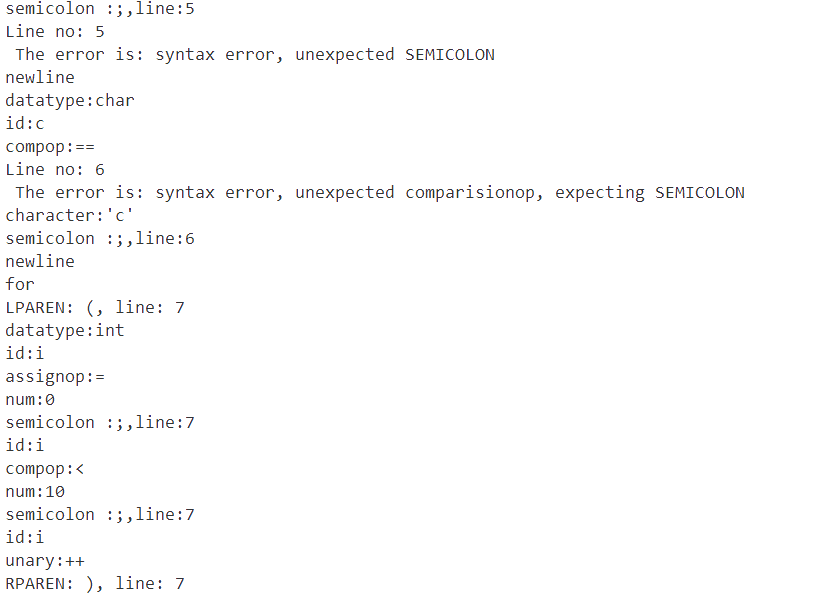 semicolon :;,line:5
Line no: 5
 The error is: syntax error, unexpected SEMICOLON
newline
datatype:char
id:c
compop:==
Line no: 6
 The error is: syntax error, unexpected comparisionop, expecting SEMICOLON
character:'c'
semicolon :;,line:6
newline
for
LPAREN: (, line: 7
datatype:int
id:i
assignop:=
num:0
semicolon :;,line:7
id:i
compop:<
num:10
semicolon :;,line:7
id:i
unary:++
RPAREN: ), line: 7